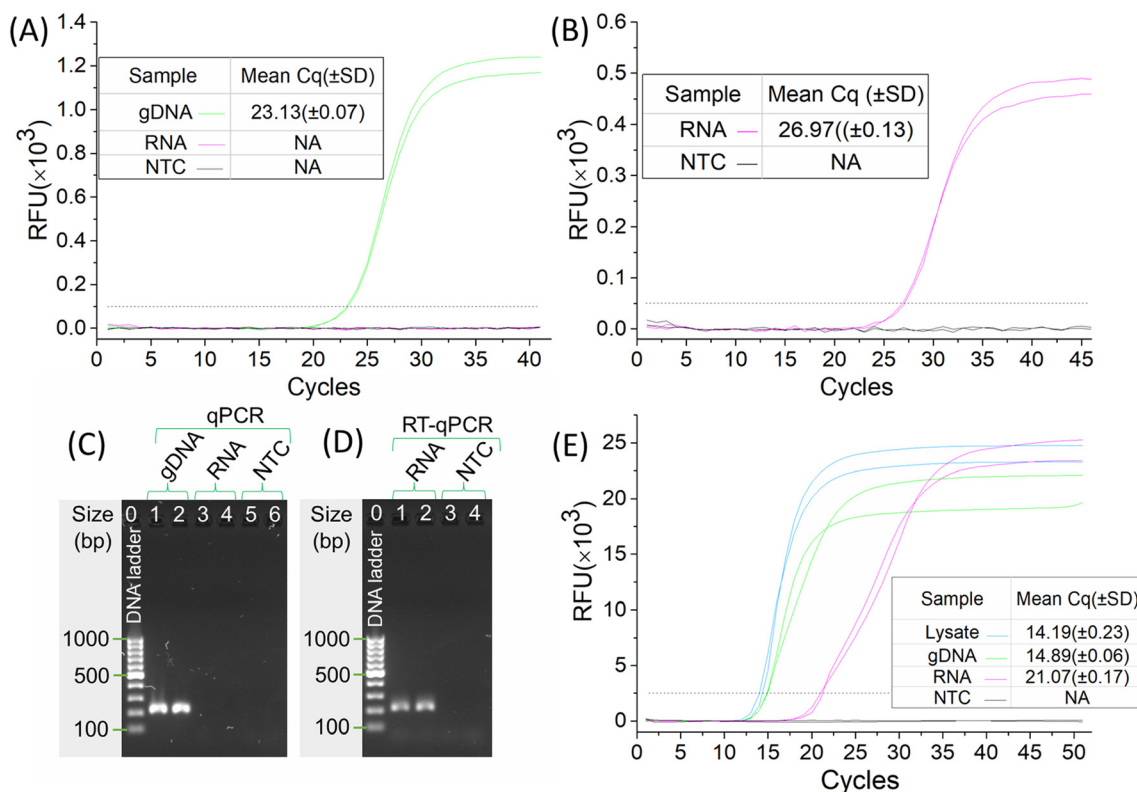 (A)
1.4
1.2
1.0
0.8
0.6
0.4
0.2
0.0
RFU(×10³)
Sample Mean Cq(±SD)
gDNA 23.13(±0.07)
RNA NA
NTC NA
0 5 10 15 20 25 30 35 40
Cycles
(B)
0.6
0.5
0.4
0.3
0.2
0.1
0.0
RFU(×10³)
Sample Mean Cq (±SD)
RNA 26.97((±0.13)
NTC NA
0 5 10 15 20 25 30 35 40 45
Cycles
(C)
qPCR
gDNA RNA NTC
Size (bp)
0 1 2 3 4 5 6
DNA ladder
1000
500
100
(D)
RT-qPCR
RNA NTC
Size (bp)
0 1 2 3 4
DNA ladder
1000
500
100
(E)
25
20
15
10
5
0
RFU(×10³)
Sample Mean Cq(±SD)
Lysate 14.19(±0.23)
gDNA 14.89(±0.06)
RNA 21.07(±0.17)
NTC NA
0 5 10 15 20 25 30 35 40 45 50
Cycles